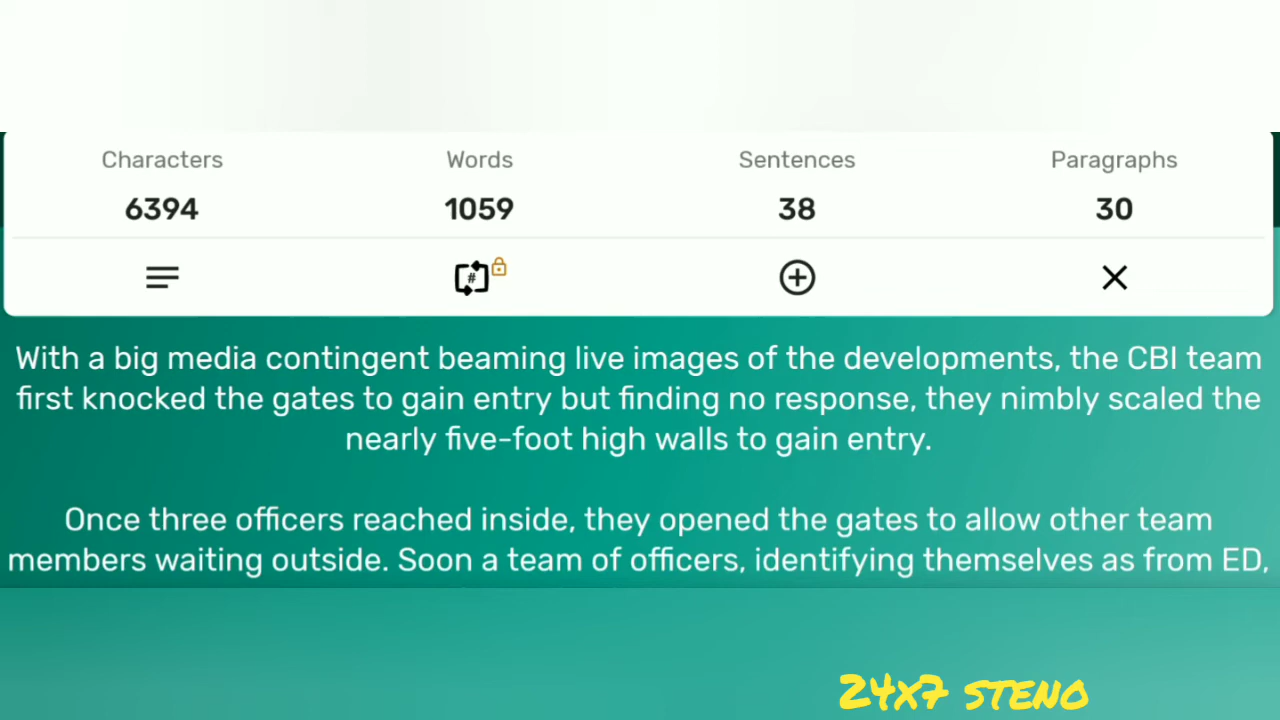 Characters Words Sentences Paragraphs
6394 1059 38 30
#
With a big media contingent beaming live images of the developments, the CBI team
first knocked the gates to gain entry but finding no response, they nimbly scaled the
nearly five-foot high walls to gain entry.
Once three officers reached inside, they opened the gates to allow other team
members waiting outside. Soon a team of officers, identifying themselves as from ED,
24x7 STENO